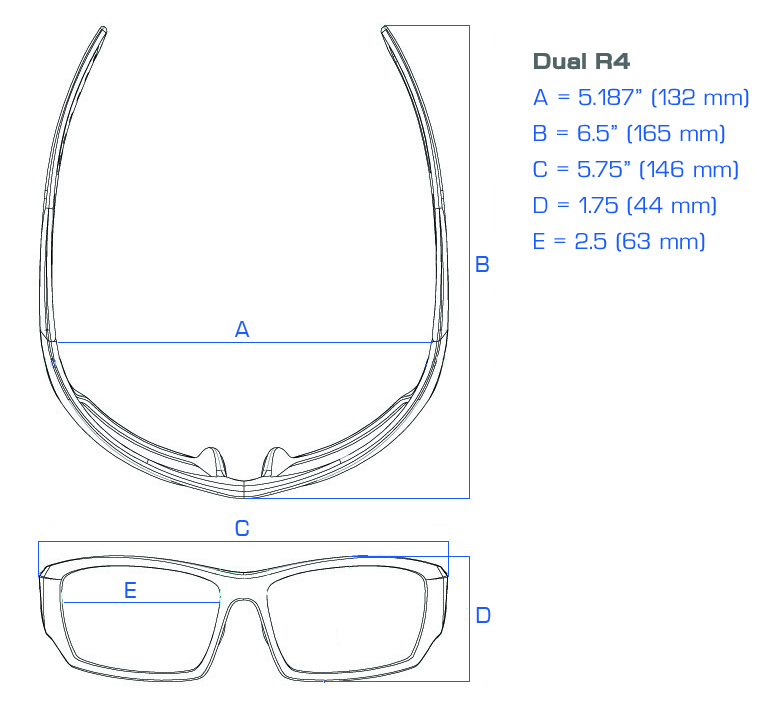 Dual R4
A = 5.187” (132 mm)
B = 6.5” (165 mm)
C = 5.75” (146 mm)
D = 1.75 (44 mm)
E = 2.5 (63 mm)
B
A
C
E
D